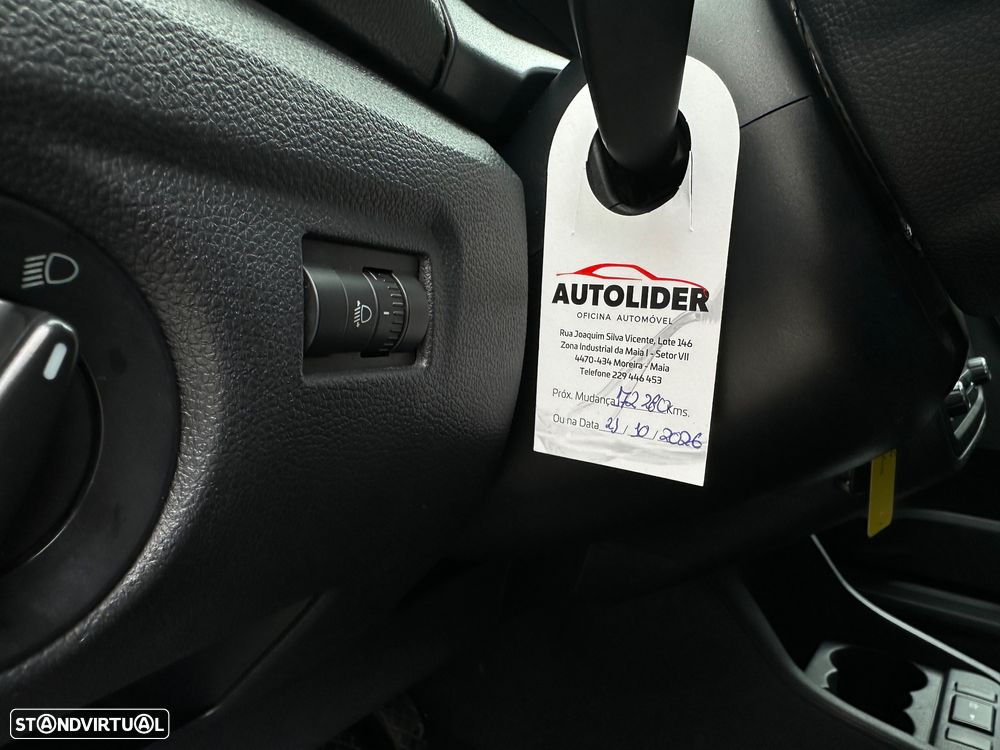 AUTOLIDER
OFICINA AUTOMÓVEL
Rua Joaquim Silva Vicente, Lote 146
Zona Industrial da Maia I - Setor VII
4470-434 Moreira - Maia
Telefone 229 446 453
Próx. Mudança 172 280 Kms.
Ou na Data 21 / 10 / 2026
STANDVIRTUAL